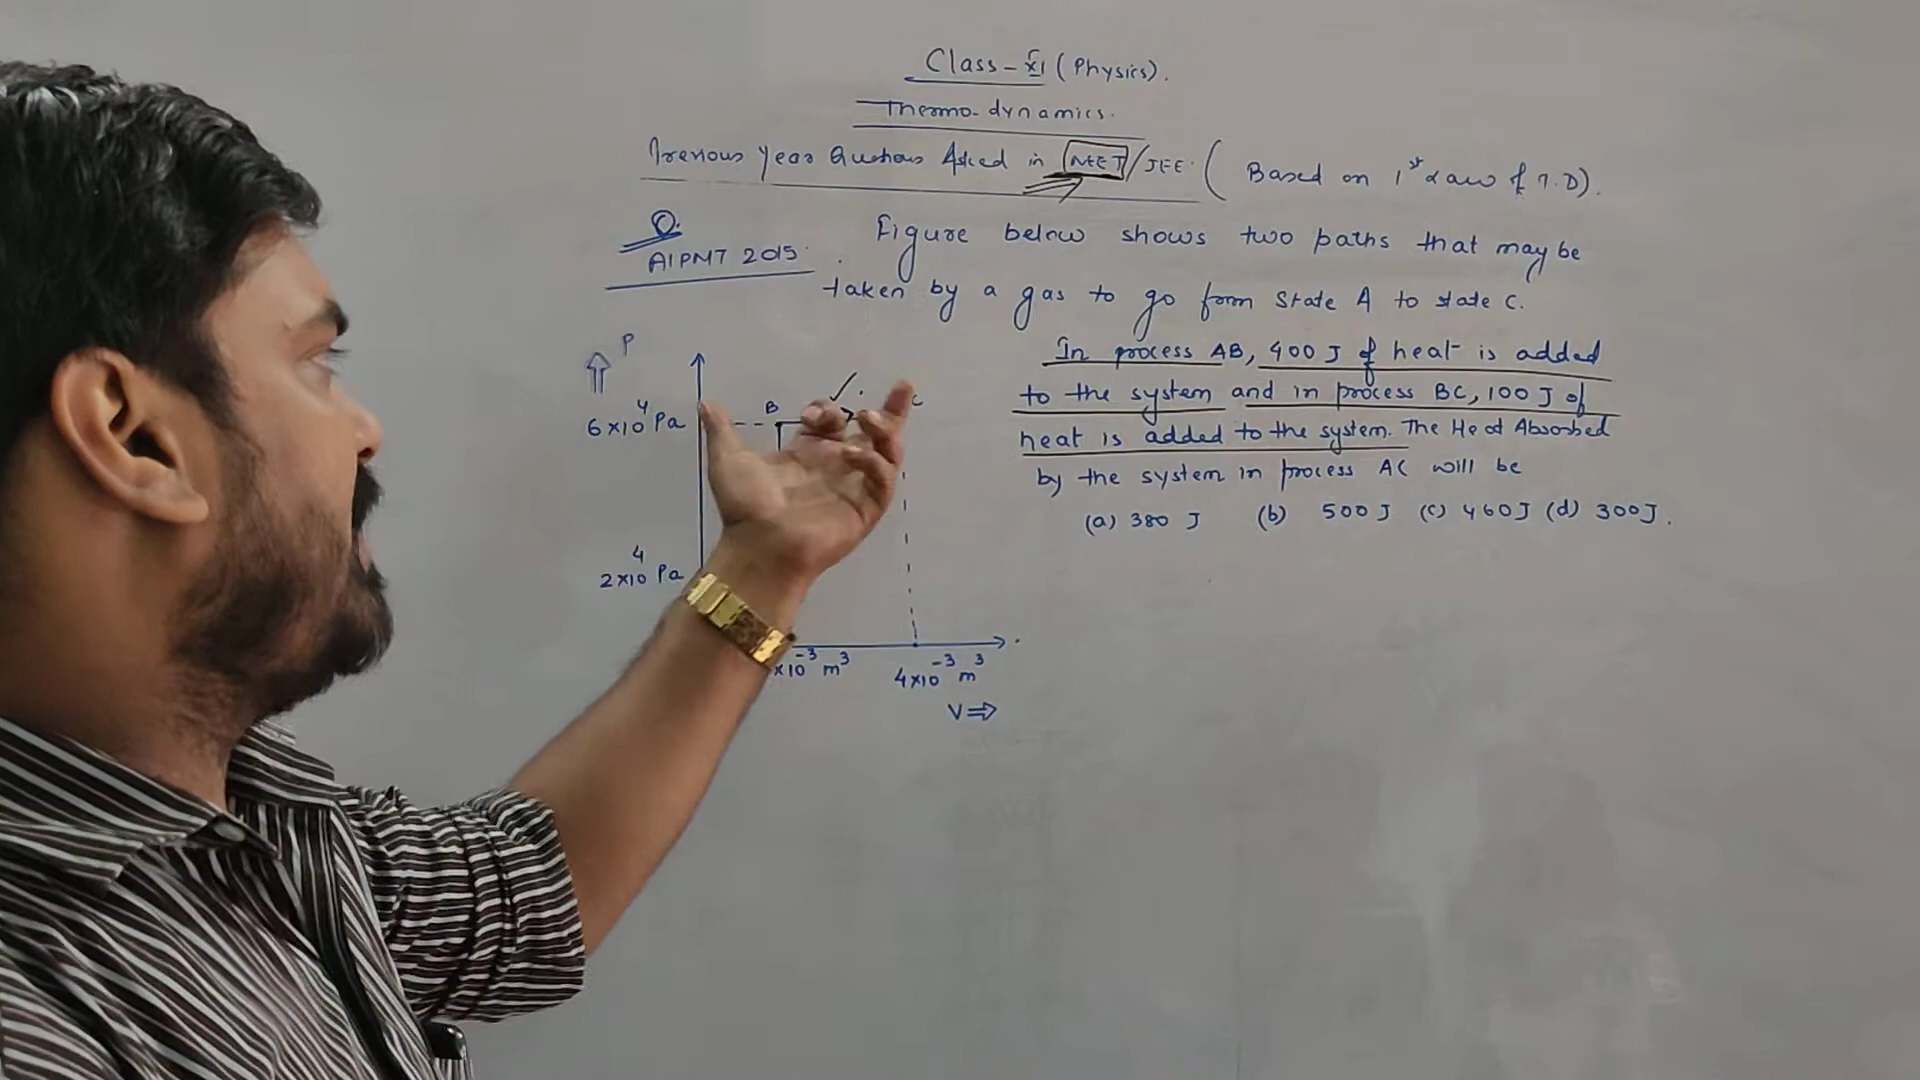 Class - XI (Physics).
Thermo-dynamics.
Previous Year Questions Asked in NEET/JEE. (Based on 1st Law of T.D).
Q. Figure below shows two paths that may be
AIPMT 2015.
taken by a gas to go from state A to state C.
In process AB, 400 J of heat is added
to the system and in process BC, 100 J of
heat is added to the system. The Heat Absorbed
by the system in process AC will be
(a) 380 J (b) 500 J (c) 460 J (d) 300 J.
P
6×10⁴ Pa
B
C
2×10⁴ Pa
×10⁻³ m³
4×10⁻³ m³
V⇒